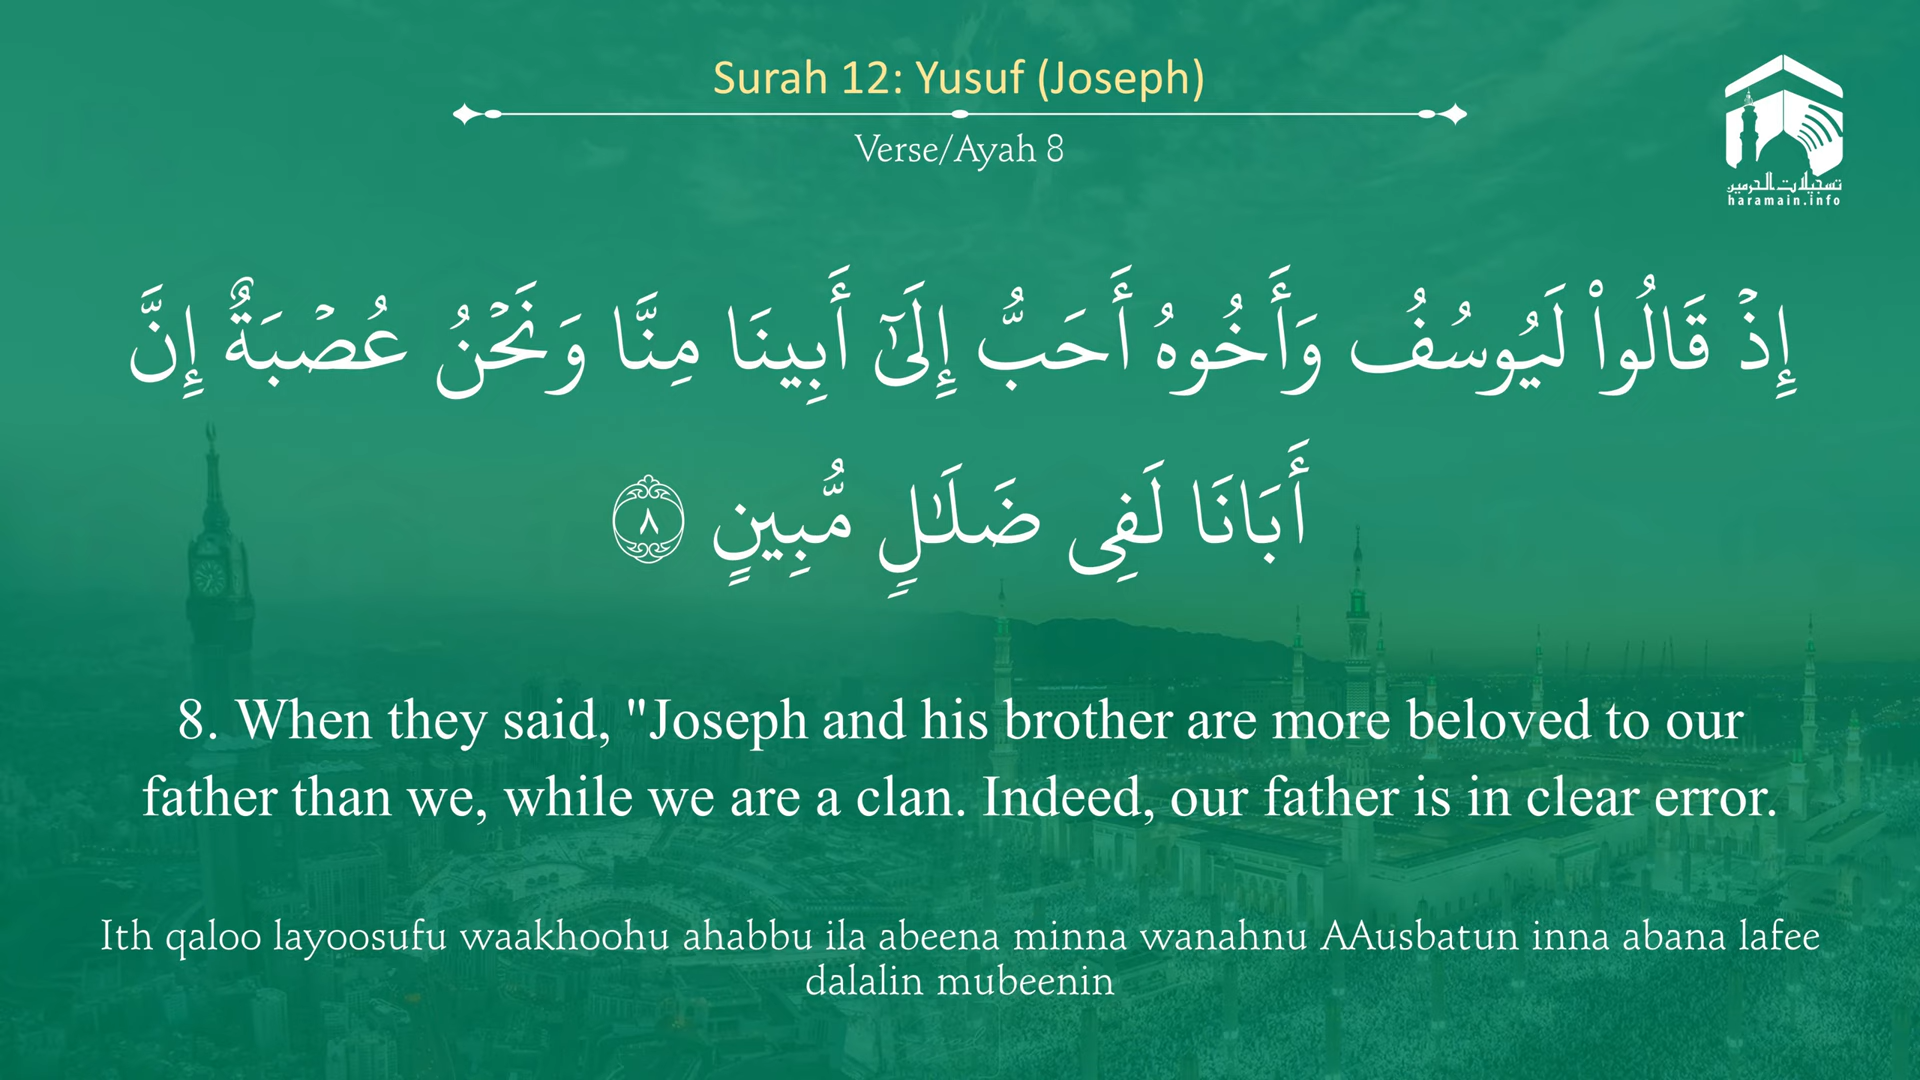 Surah 12: Yusuf (Joseph)
Verse/Ayah 8
تسجيلات الحرمين
haramain.info
إِذْ قَالُوا۟ لَيُوسُفُ وَأَخُوهُ أَحَبُّ إِلَىٰٓ أَبِينَا مِنَّا وَنَحْنُ عُصْبَةٌ إِنَّ
أَبَانَا لَفِى ضَلَـٰلٍ مُّبِينٍ ٨
8. When they said, "Joseph and his brother are more beloved to our
father than we, while we are a clan. Indeed, our father is in clear error.
Ith qaloo layoosufu waakhoohu ahabbu ila abeena minna wanahnu AAusbatun inna abana lafee
dalalin mubeenin